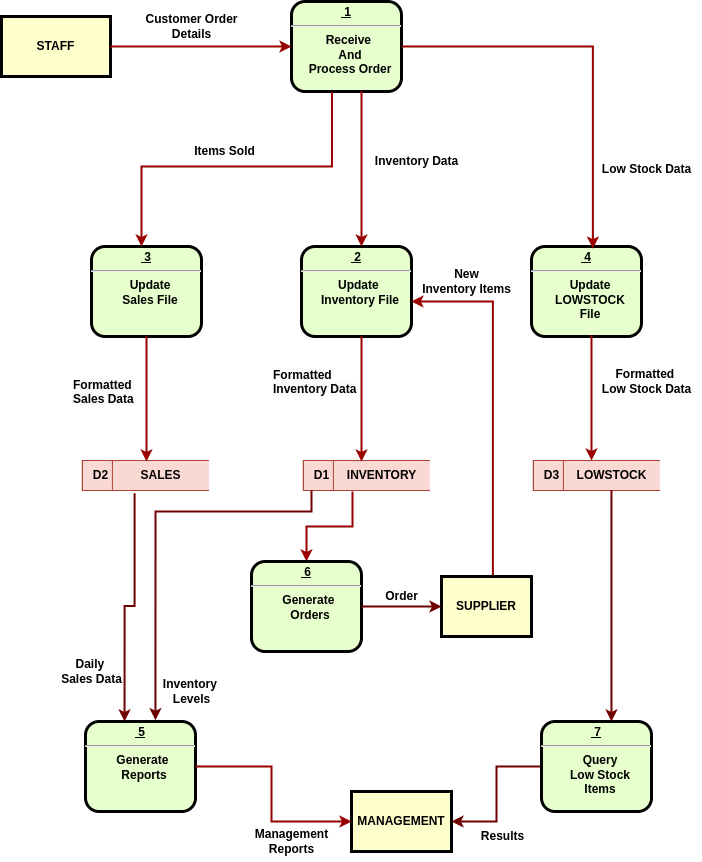 Customer Order
Details
STAFF
1
Receive
And
Process Order
Items Sold
Inventory Data
Low Stock Data
3
Update
Sales File
2
Update
Inventory File
New
Inventory Items
4
Update
LOWSTOCK
File
Formatted
Sales Data
Formatted
Inventory Data
Formatted
Low Stock Data
D2 SALES
D1 INVENTORY
D3 LOWSTOCK
6
Generate
Orders
Order
SUPPLIER
Daily
Sales Data
Inventory
Levels
5
Generate
Reports
7
Query
Low Stock
Items
MANAGEMENT
Management
Reports
Results